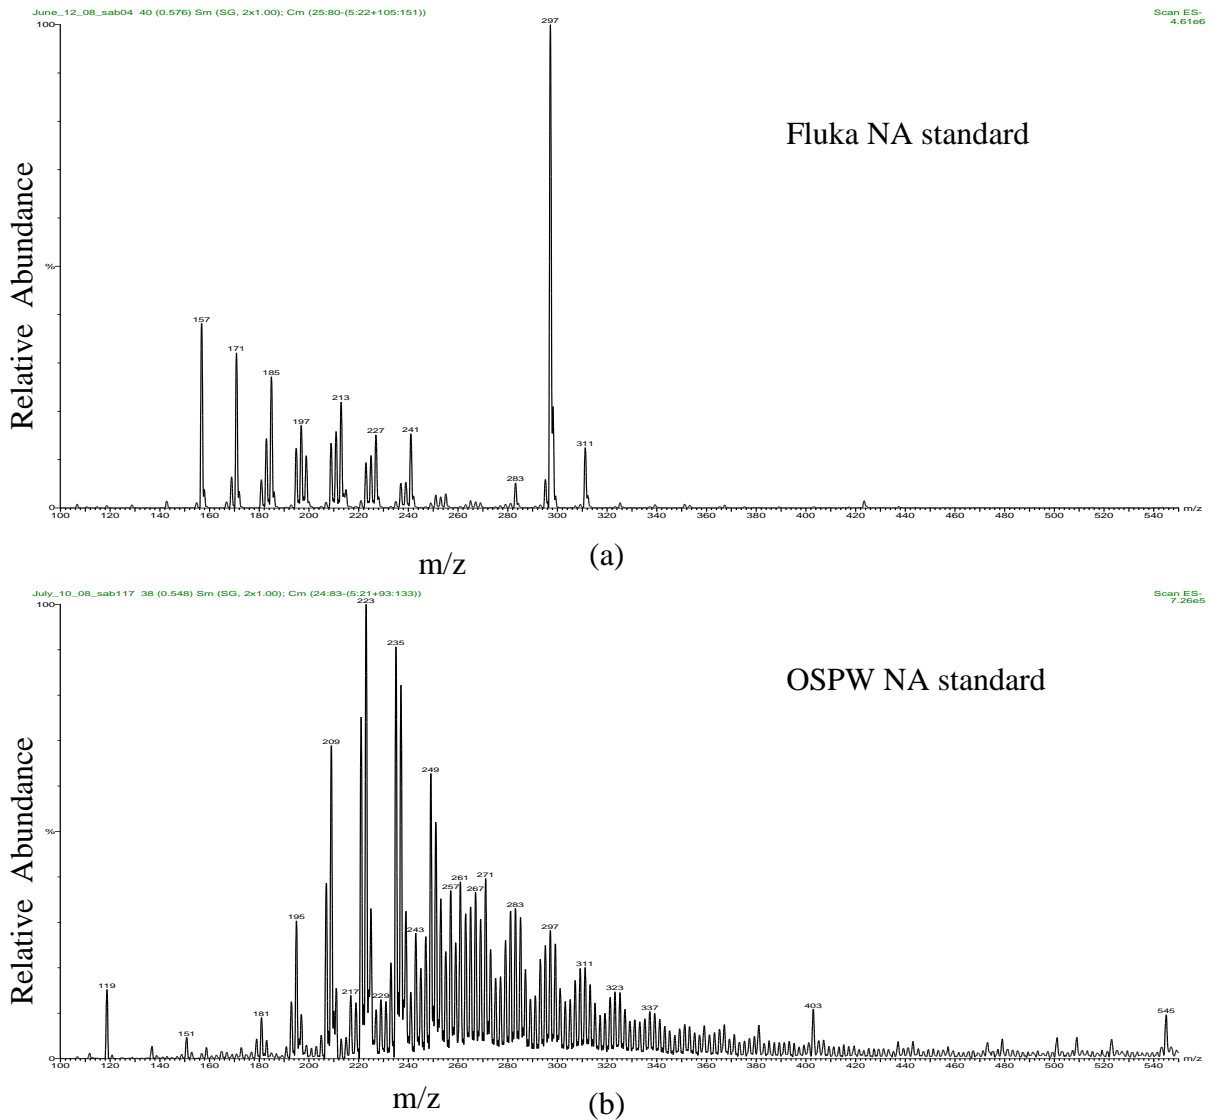 June_12_08_sab04 40 (0.576) Sm (SG, 2x1.00); Cm (25:80-(5:22+105:151))
Scan ES-
4.61e6
100
297
Fluka NA standard
Relative Abundance
%
157
171
185
197
213
227
241
283
311
0
100 120 140 160 180 200 220 240 260 280 300 320 340 360 380 400 420 440 460 480 500 520 540 m/z
m/z
(a)
July_10_08_sab117 38 (0.548) Sm (SG, 2x1.00); Cm (24:83-(5:21+93:133))
Scan ES-
7.26e5
100
223
235
OSPW NA standard
Relative Abundance
209
249
%
261
271
257
267
283
195
243
297
119
217
229
311
181
151
323
337
403
545
0
100 120 140 160 180 200 220 240 260 280 300 320 340 360 380 400 420 440 460 480 500 520 540 m/z
m/z
(b)